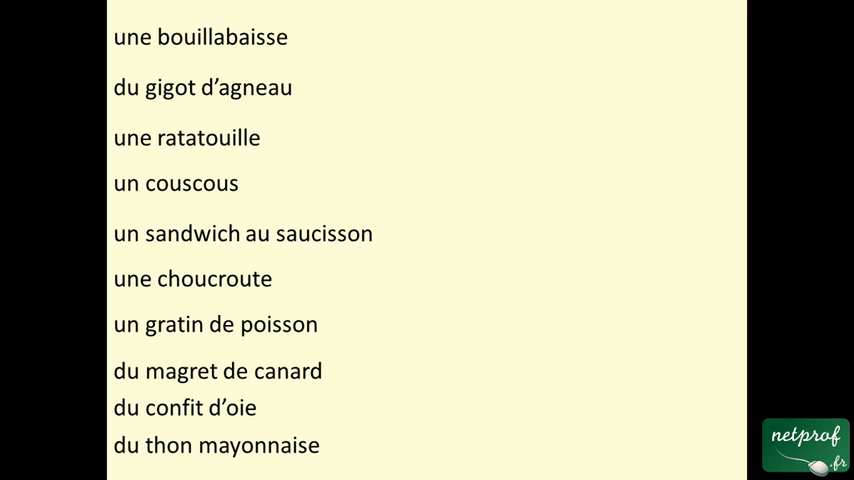 une bouillabaisse
du gigot d’agneau
une ratatouille
un couscous
un sandwich au saucisson
une choucroute
un gratin de poisson
du magret de canard
du confit d’oie
du thon mayonnaise
netprof
.fr